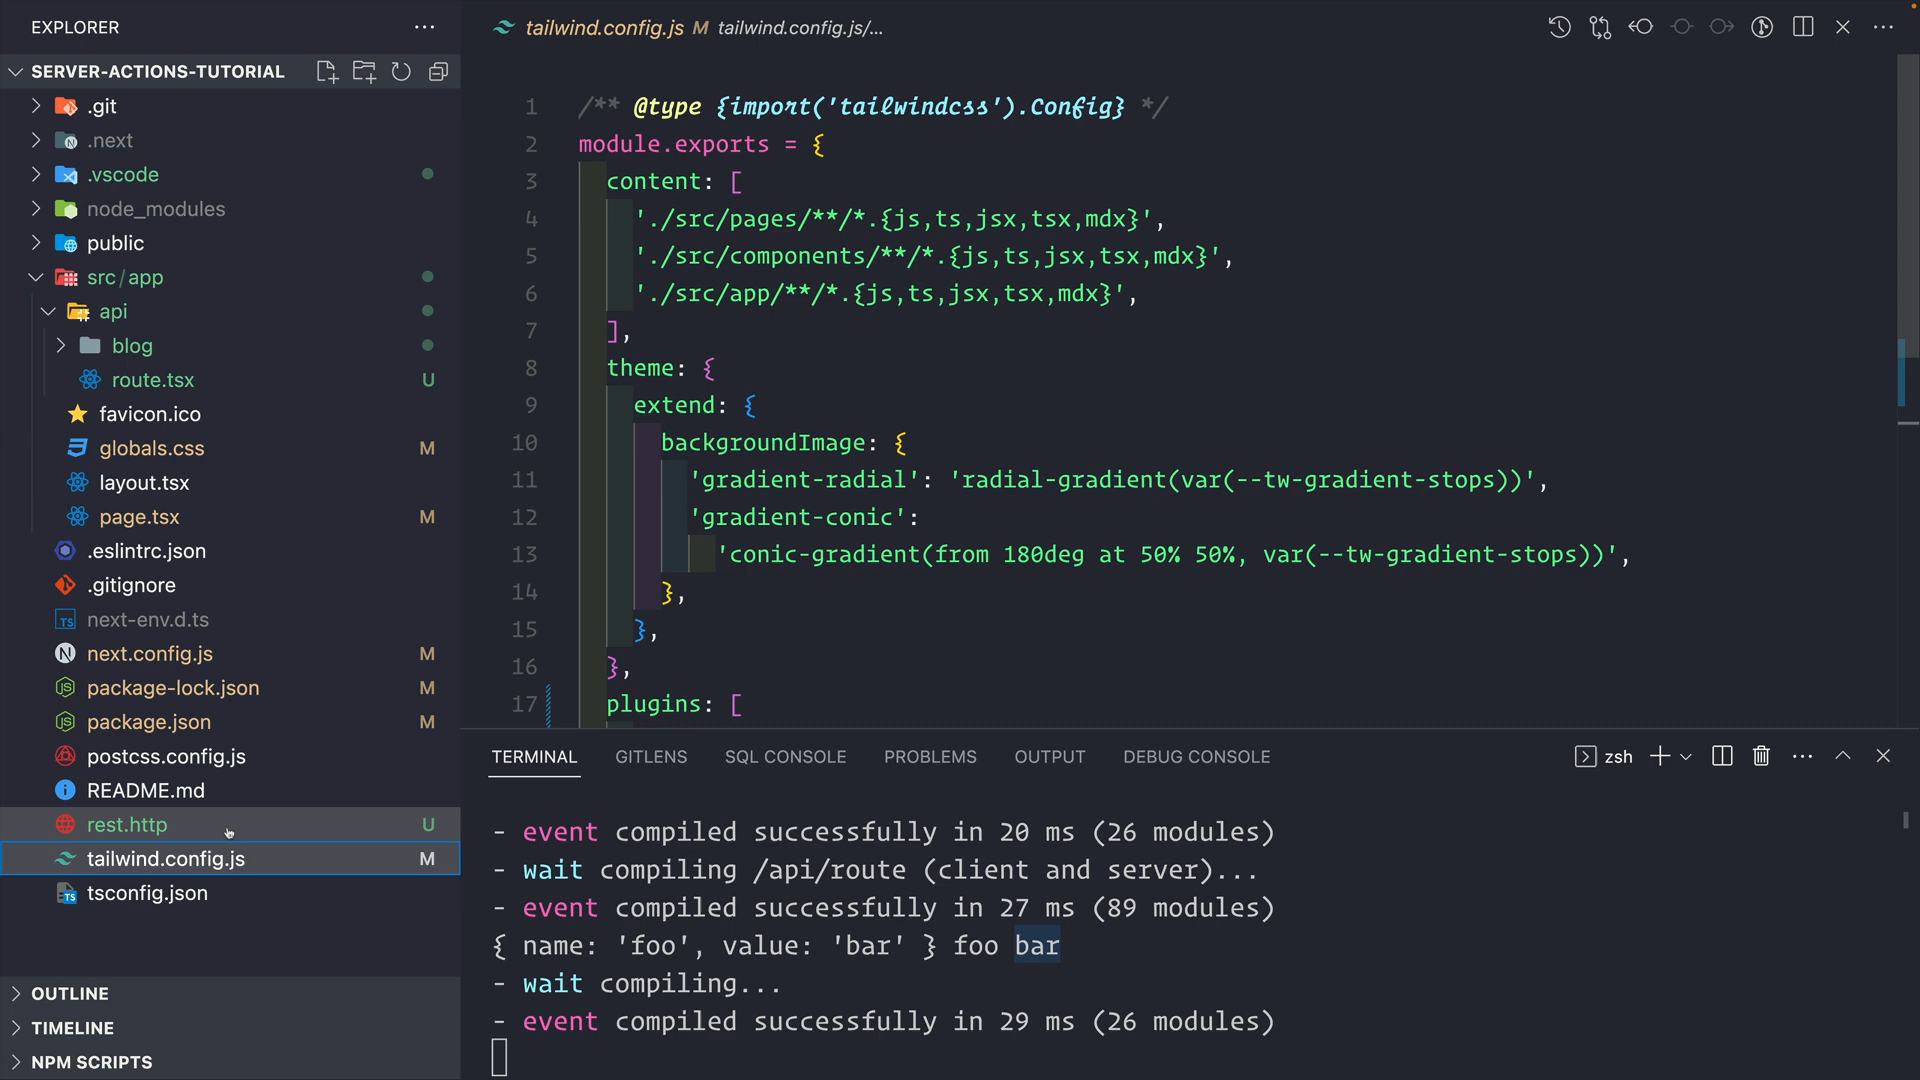 EXPLORER
SERVER-ACTIONS-TUTORIAL
.git
.next
.vscode
node_modules
public
src/app
api
blog
route.tsx U
favicon.ico
globals.css M
layout.tsx
page.tsx M
.eslintrc.json
.gitignore
next-env.d.ts
next.config.js M
package-lock.json M
package.json M
postcss.config.js
README.md
rest.http U
tailwind.config.js M
tsconfig.json
OUTLINE
TIMELINE
NPM SCRIPTS
tailwind.config.js M tailwind.config.js/...
1 /** @type {import('tailwindcss').Config} */
2 module.exports = {
3 content: [
4 './src/pages/**/*.{js,ts,jsx,tsx,mdx}',
5 './src/components/**/*.{js,ts,jsx,tsx,mdx}',
6 './src/app/**/*.{js,ts,jsx,tsx,mdx}',
7 ],
8 theme: {
9 extend: {
10 backgroundImage: {
11 'gradient-radial': 'radial-gradient(var(--tw-gradient-stops))',
12 'gradient-conic':
13 'conic-gradient(from 180deg at 50% 50%, var(--tw-gradient-stops))',
14 },
15 },
16 },
17 plugins: [
TERMINAL GITLENS SQL CONSOLE PROBLEMS OUTPUT DEBUG CONSOLE zsh
- event compiled successfully in 20 ms (26 modules)
- wait compiling /api/route (client and server)...
- event compiled successfully in 27 ms (89 modules)
{ name: 'foo', value: 'bar' } foo bar
- wait compiling...
- event compiled successfully in 29 ms (26 modules)